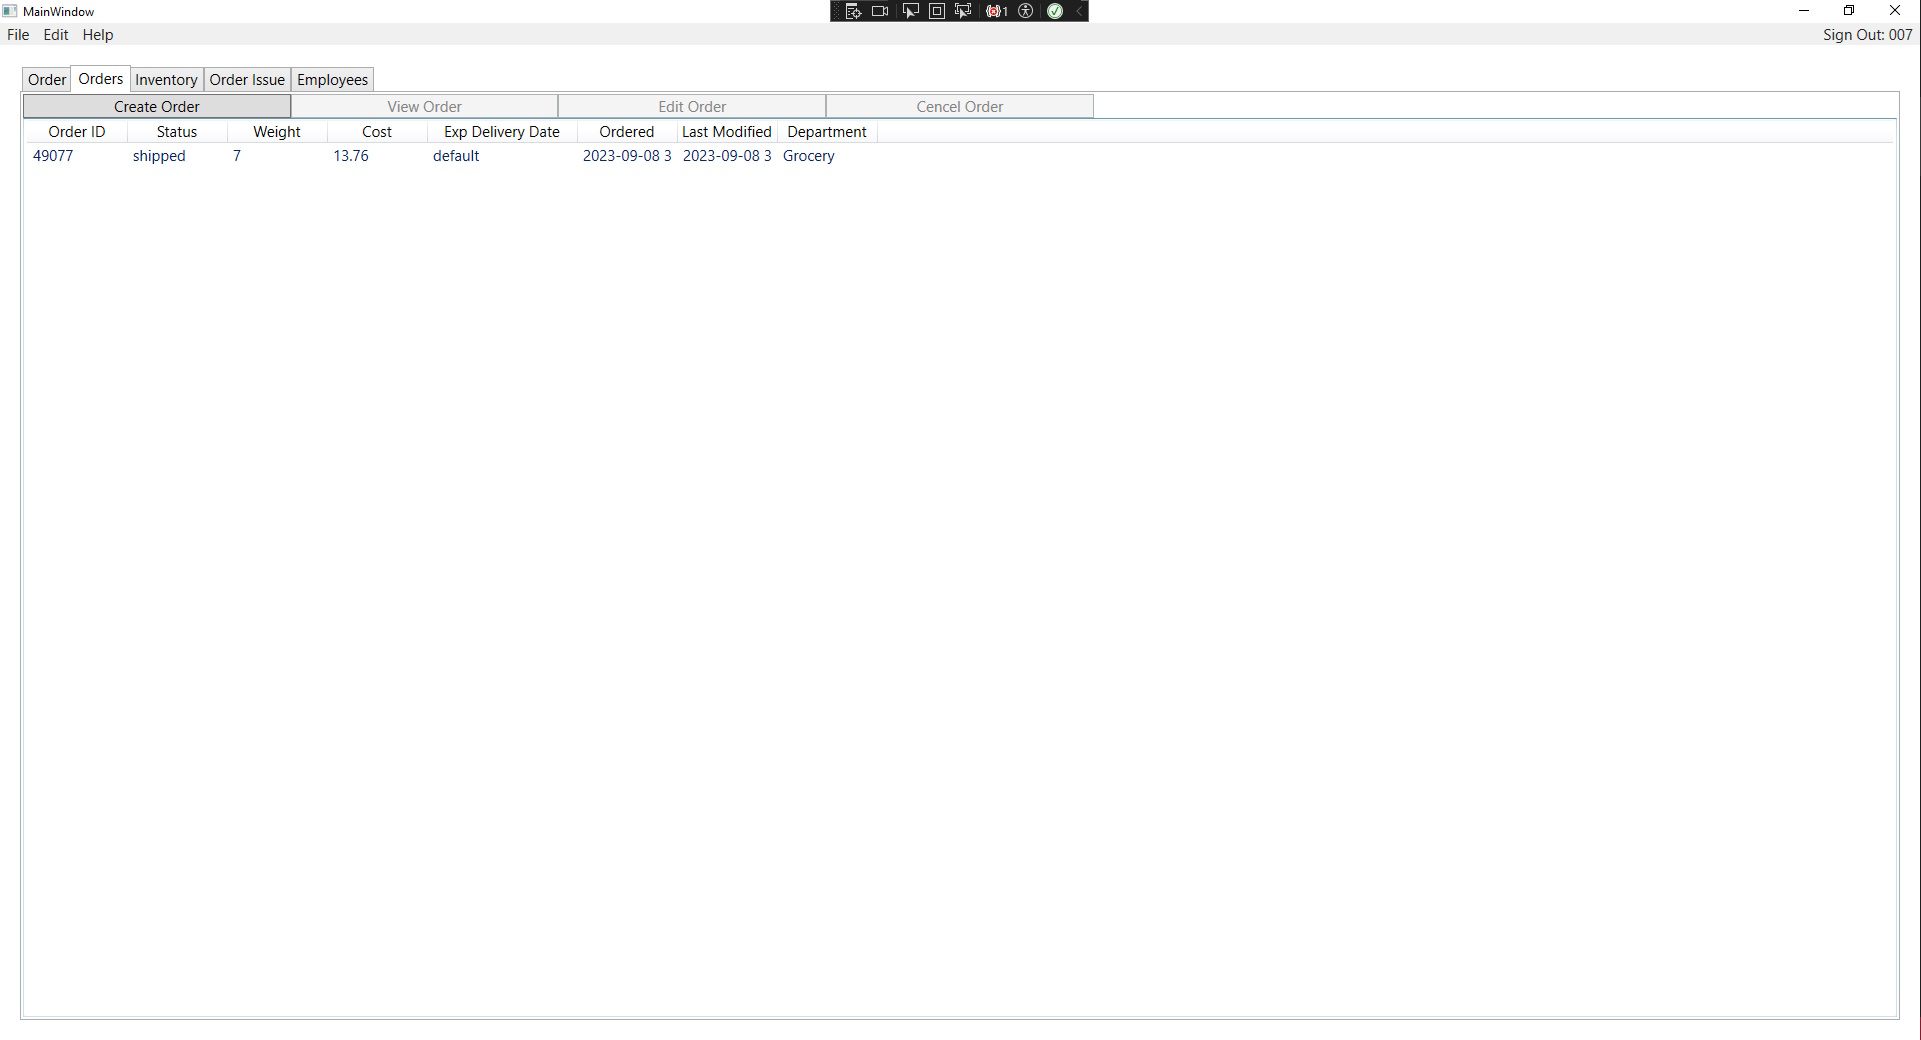 MainWindow
1
File Edit Help Sign Out: 007
Order Orders Inventory Order Issue Employees
Create Order View Order Edit Order Cencel Order
Order ID Status Weight Cost Exp Delivery Date Ordered Last Modified Department
49077 shipped 7 13.76 default 2023-09-08 3 2023-09-08 3 Grocery